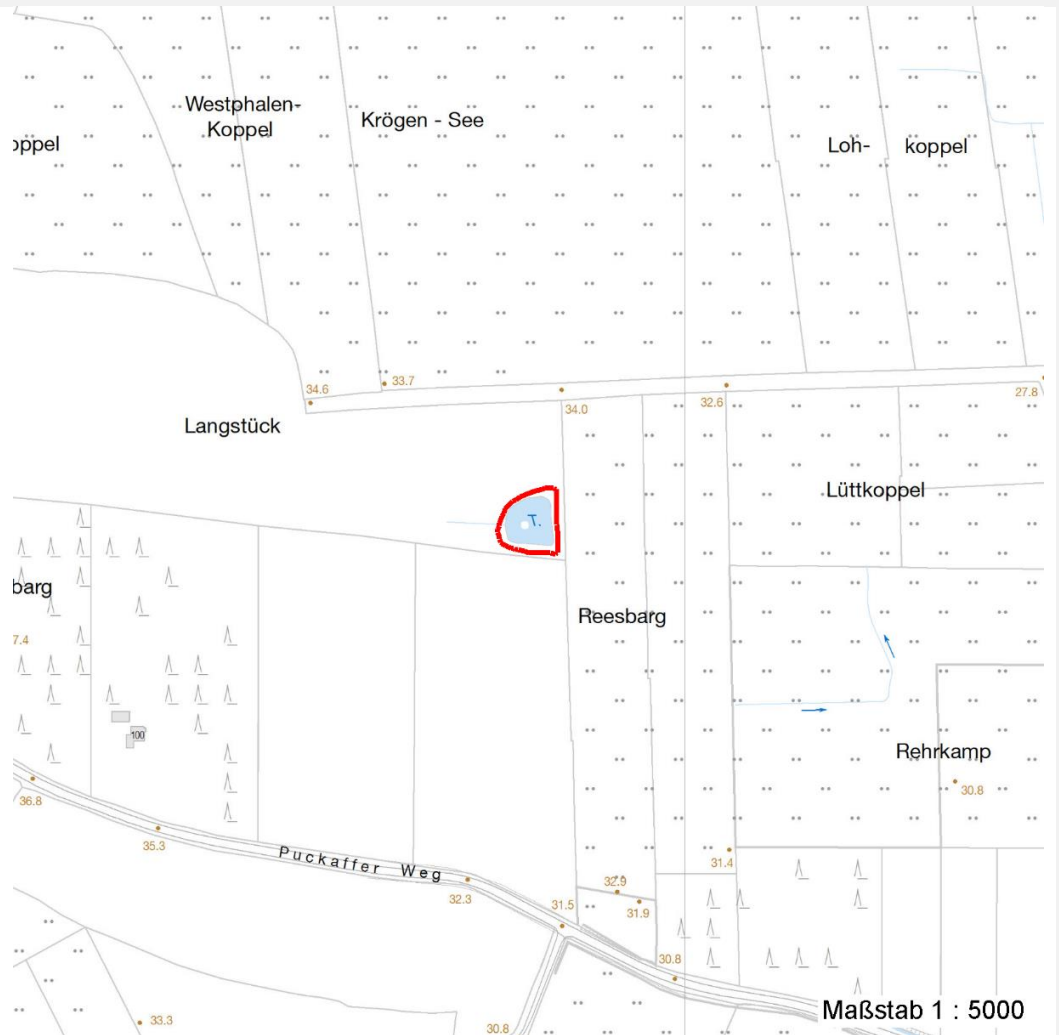 Westphalen-
Koppel
Krögen - See
oppel
Loh- koppel
34.6
33.7
34.0
32.6
27.8
Langstück
Lüttkoppel
T.
barg
Reesbarg
7.4
100
Rehrkamp
30.8
36.8
35.3
Puckaffer Weg
31.4
32.3
32.9
31.9
31.5
30.8
33.3
30.8
Maßstab 1 : 5000